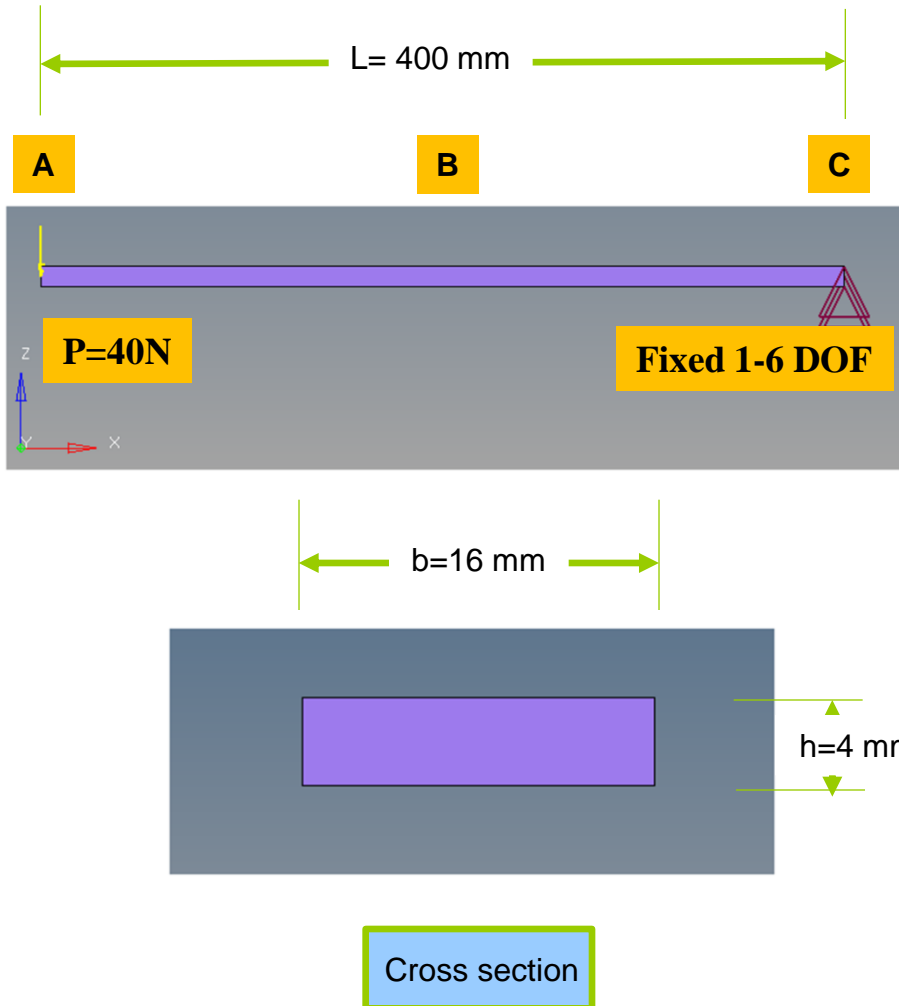 L= 400 mm
A
B
C
P=40N
Fixed 1-6 DOF
Z
Y
X
b=16 mm
h=4 mm
Cross section